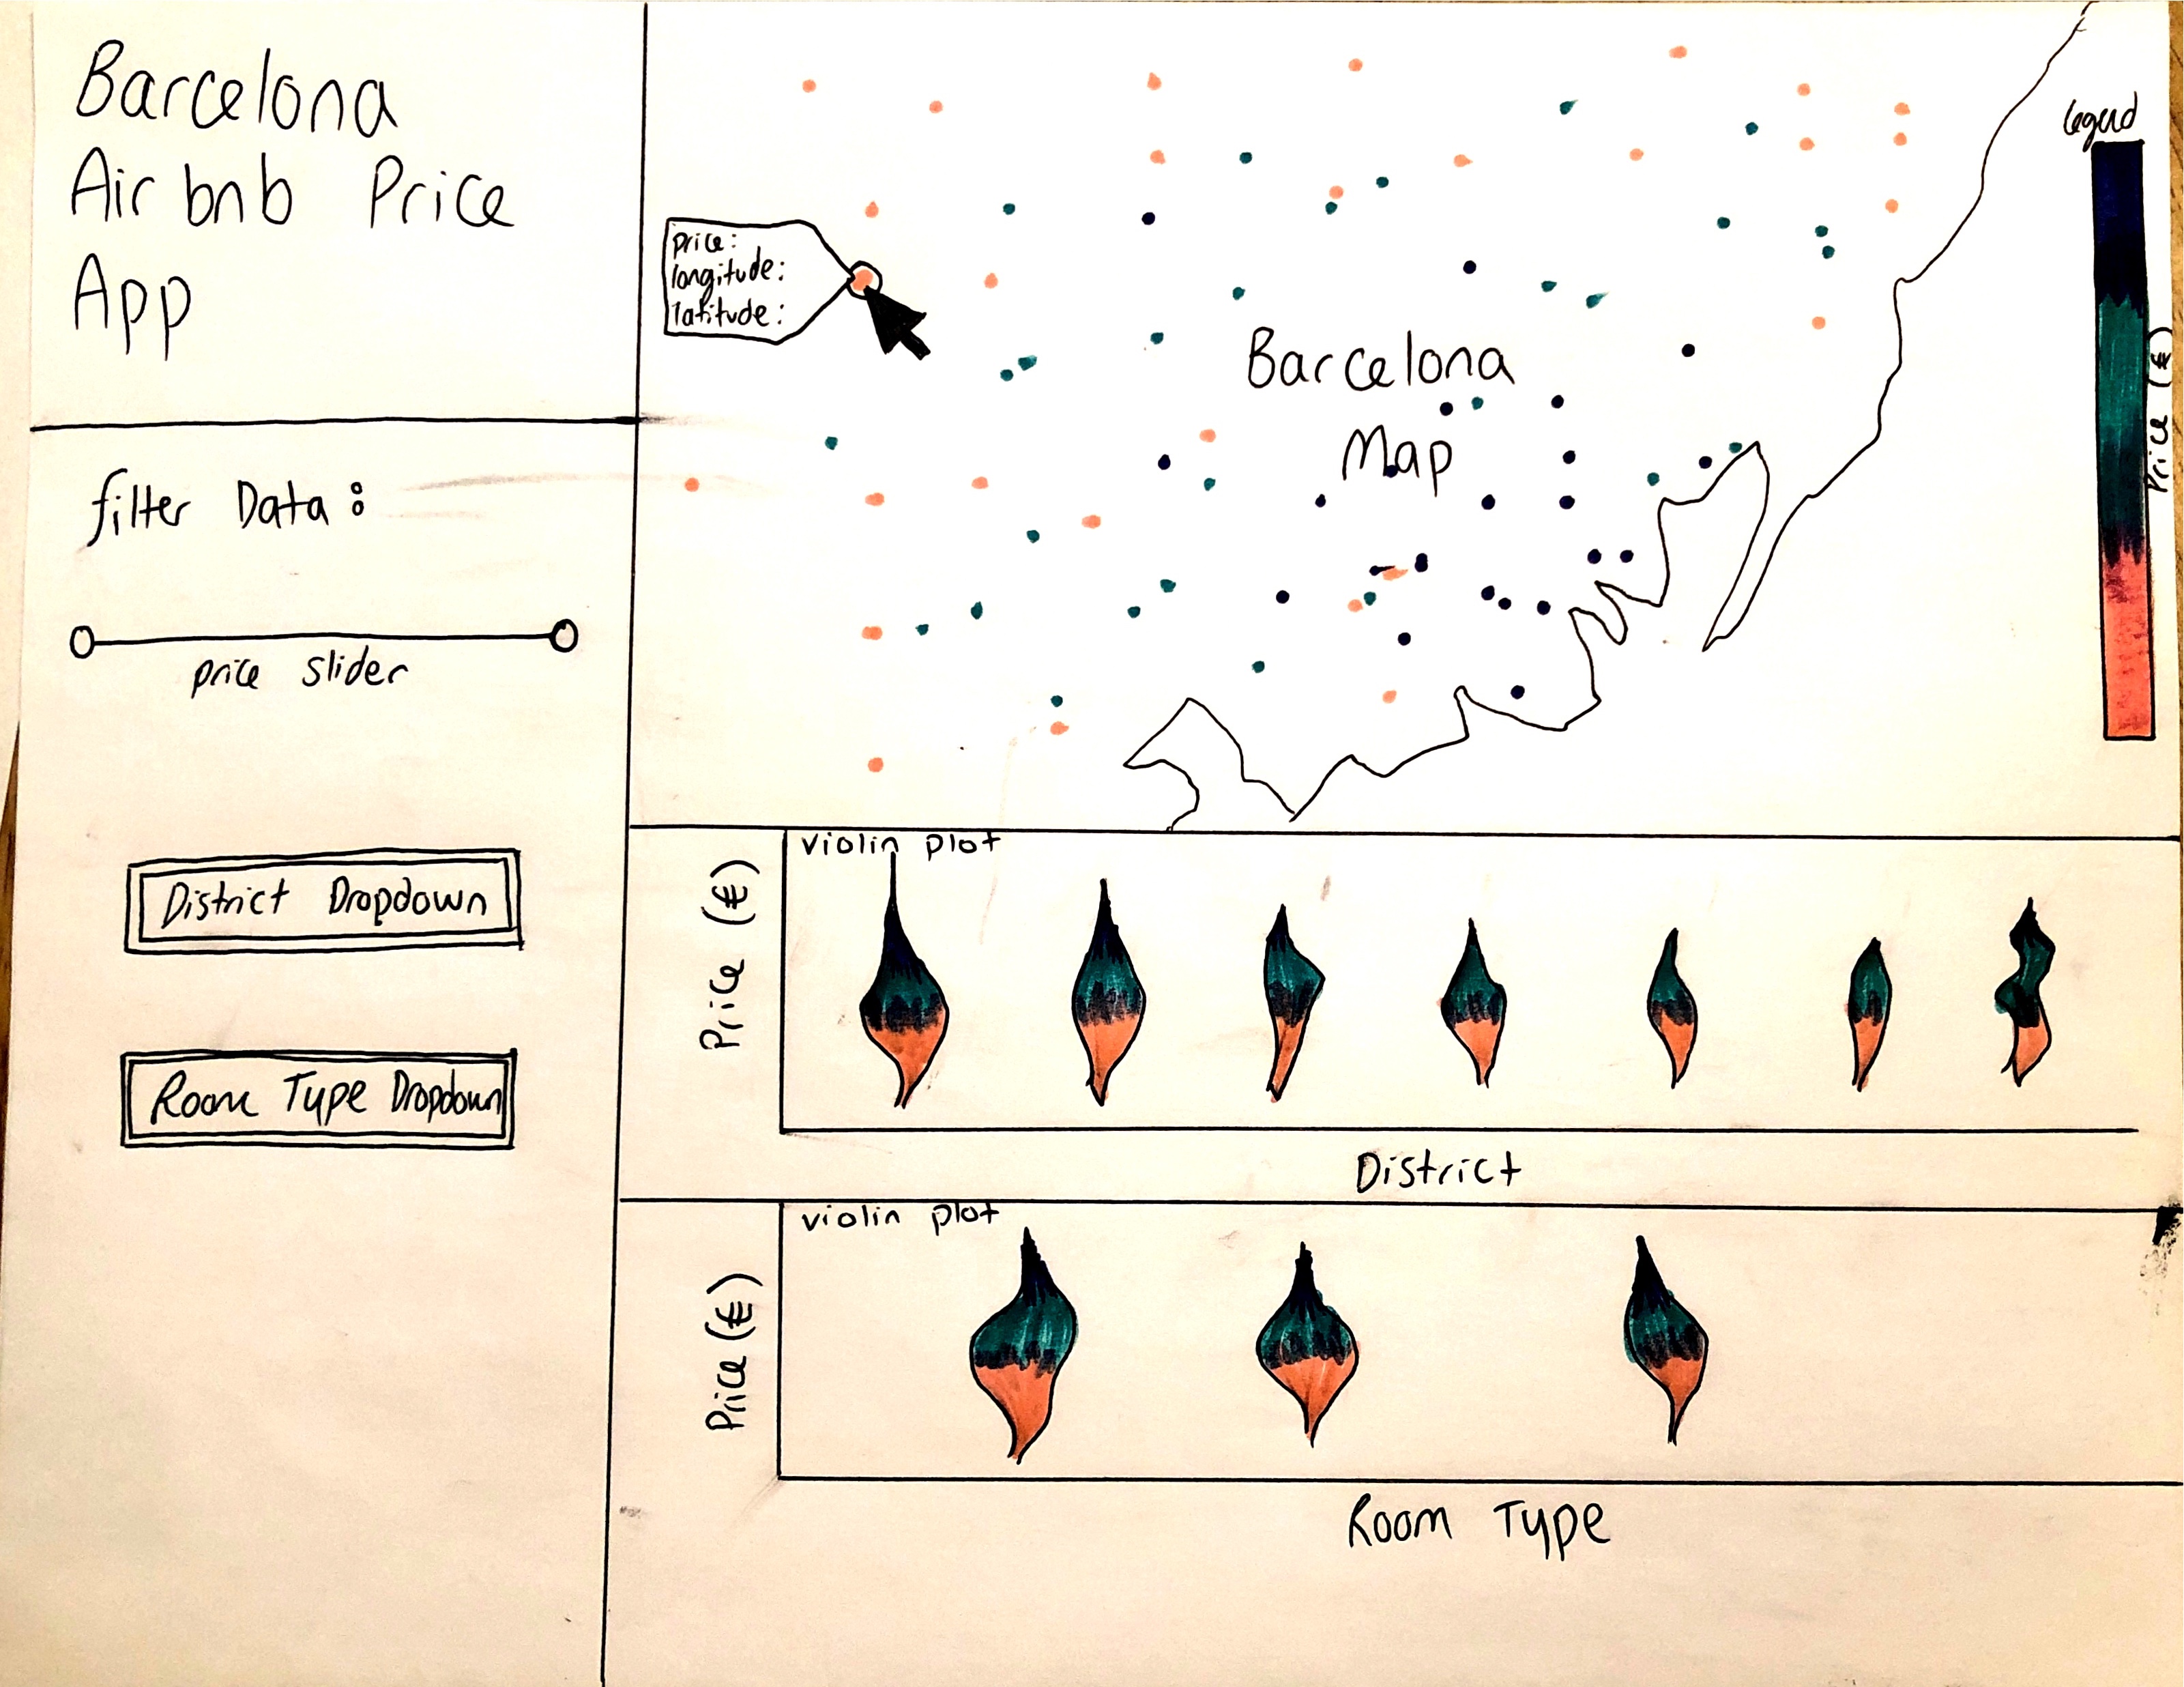 Barcelona
Airbnb Price
App
filter Data:
price slider
District Dropdown
Room Type Dropdown
price:
longitude:
latitude:
Barcelona
Map
legend
Price (€)
violin plot
Price (€)
District
violin plot
Price (€)
Room Type